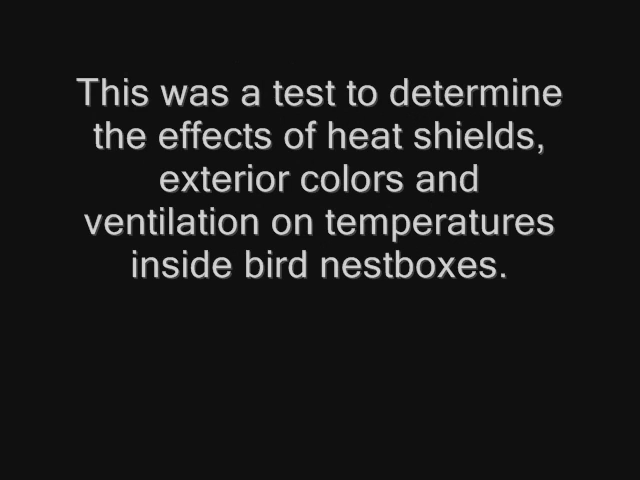 This was a test to determine
the effects of heat shields,
exterior colors and
ventilation on temperatures
inside bird nestboxes.